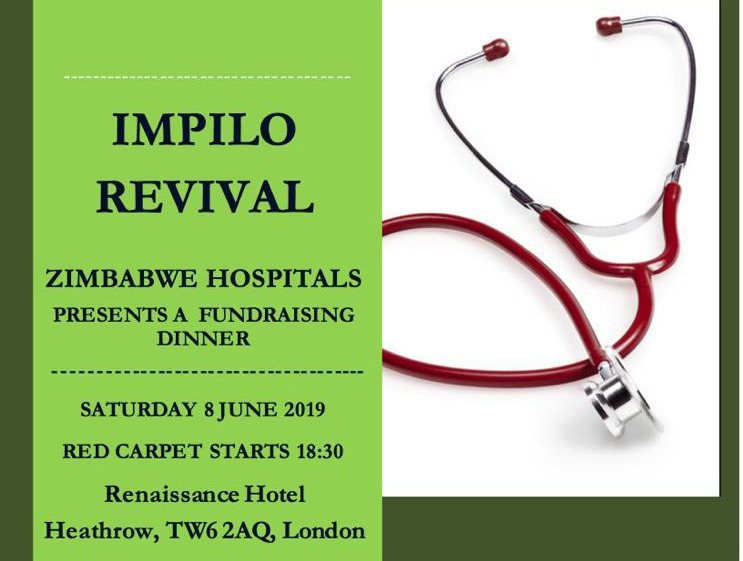 IMPILO
REVIVAL
ZIMBABWE HOSPITALS
PRESENTS A FUNDRAISING
DINNER
SATURDAY 8 JUNE 2019
RED CARPET STARTS 18:30
Renaissance Hotel
Heathrow, TW6 2AQ, London